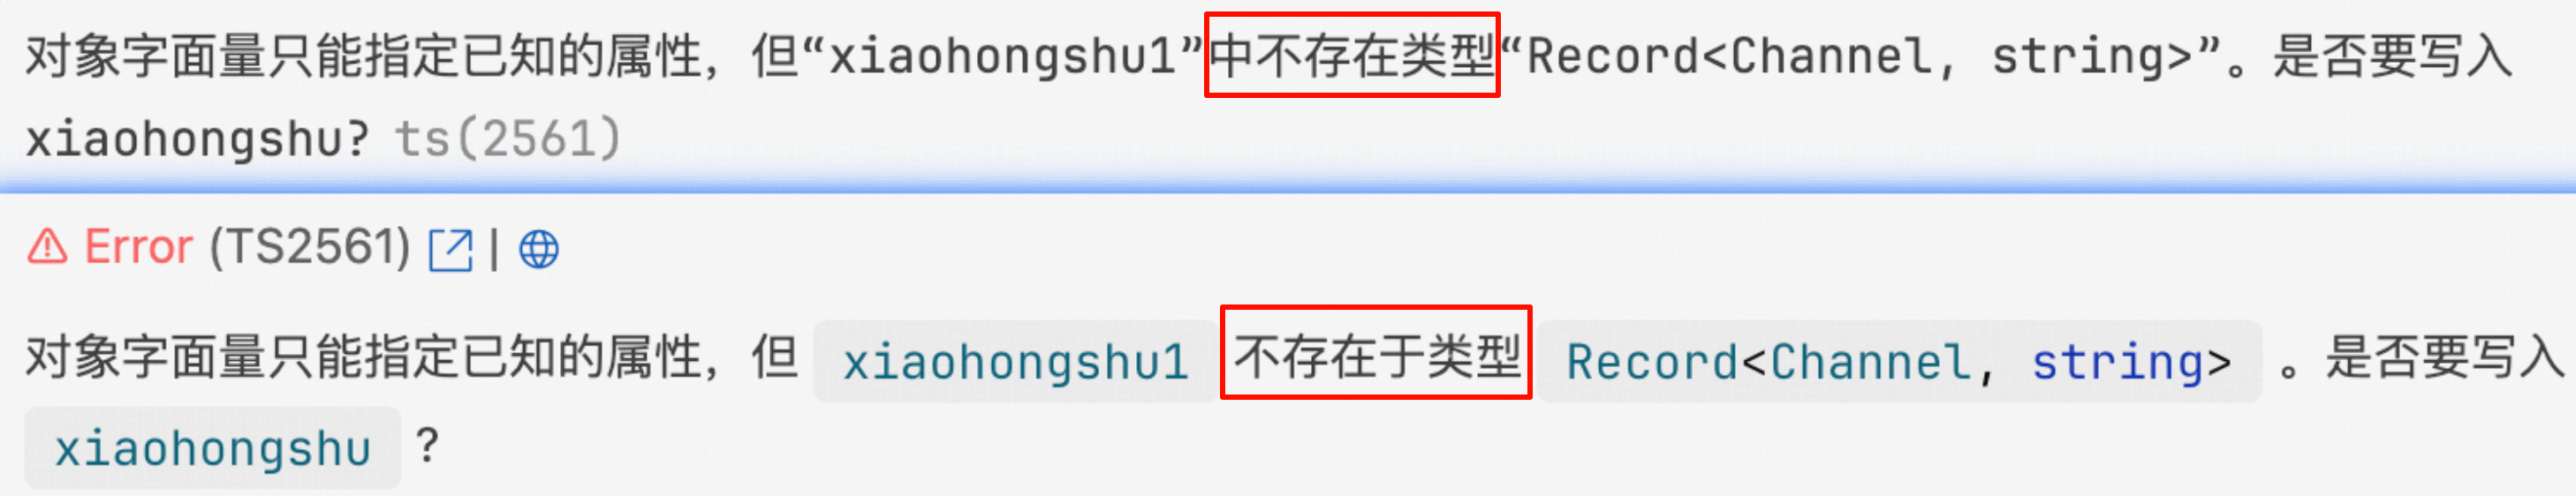 对象字面量只能指定已知的属性，但“xiaohongshu1”中不存在类型“Record<Channel, string>”。是否要写入
xiaohongshu? ts(2561)
Error (TS2561) |
对象字面量只能指定已知的属性，但 xiaohongshu1 不存在于类型 Record<Channel, string> 。是否要写入
xiaohongshu ?